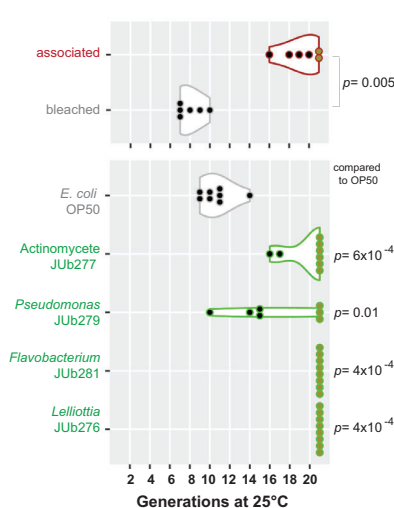 associated
bleached
p= 0.005
compared
to OP50
E. coli
OP50
Actinomycete
JUb277
p= 6x10-4
Pseudomonas
JUb279
p= 0.01
Flavobacterium
JUb281
p= 4x10-4
Lelliottia
JUb276
p= 4x10-4
2 4 6 8 10 12 14 16 18 20
Generations at 25°C